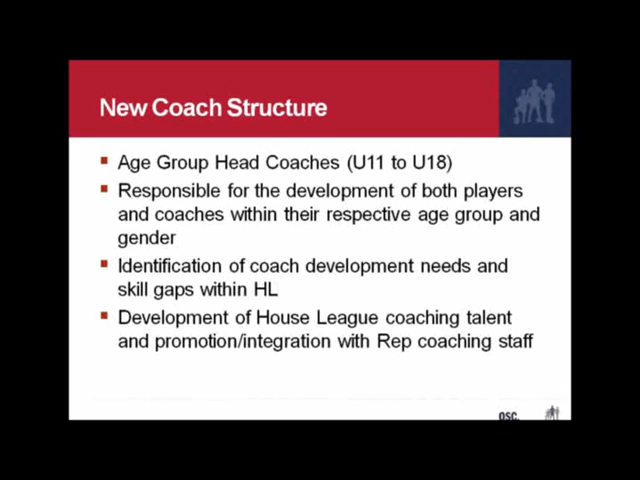 New Coach Structure
Age Group Head Coaches (U11 to U18)
Responsible for the development of both players
and coaches within their respective age group and
gender
Identification of coach development needs and
skill gaps within HL
Development of House League coaching talent
and promotion/integration with Rep coaching staff
osc.